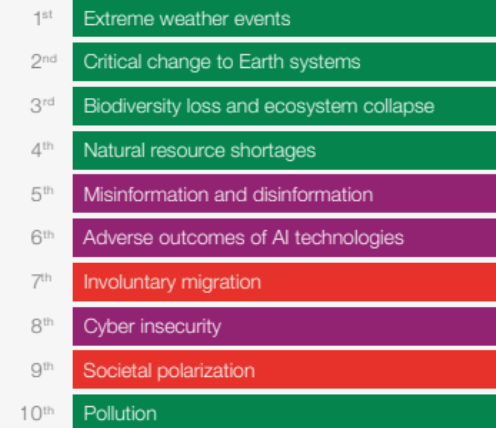 1st Extreme weather events
2nd Critical change to Earth systems
3rd Biodiversity loss and ecosystem collapse
4th Natural resource shortages
5th Misinformation and disinformation
6th Adverse outcomes of AI technologies
7th Involuntary migration
8th Cyber insecurity
9th Societal polarization
10th Pollution